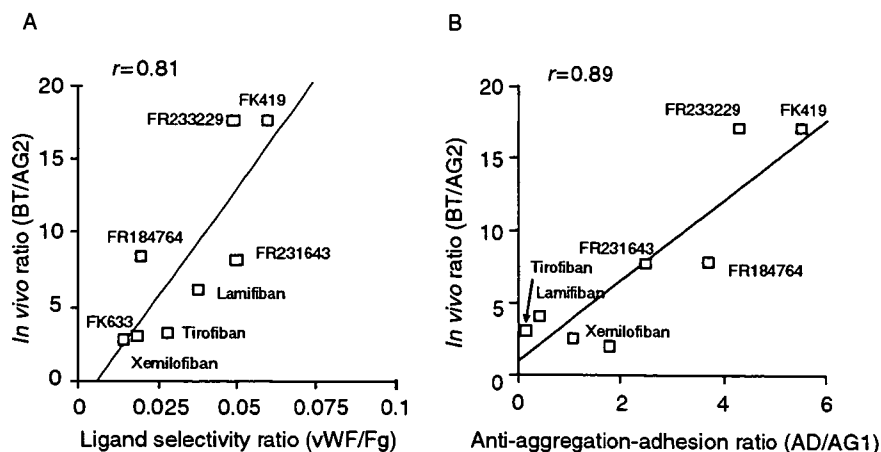 A
r=0.81
20
15
10
5
0
In vivo ratio (BT/AG2)
FK419
FR233229
FR184764
FR231643
Lamifiban
FK633
Tirofiban
Xemilofiban
0 0.025 0.05 0.075 0.1
Ligand selectivity ratio (vWF/Fg)
B
r=0.89
20
15
10
5
0
In vivo ratio (BT/AG2)
FR233229 FK419
FR231643
FR184764
Tirofiban
Lamifiban
Xemilofiban
0 2 4 6
Anti-aggregation-adhesion ratio (AD/AG1)